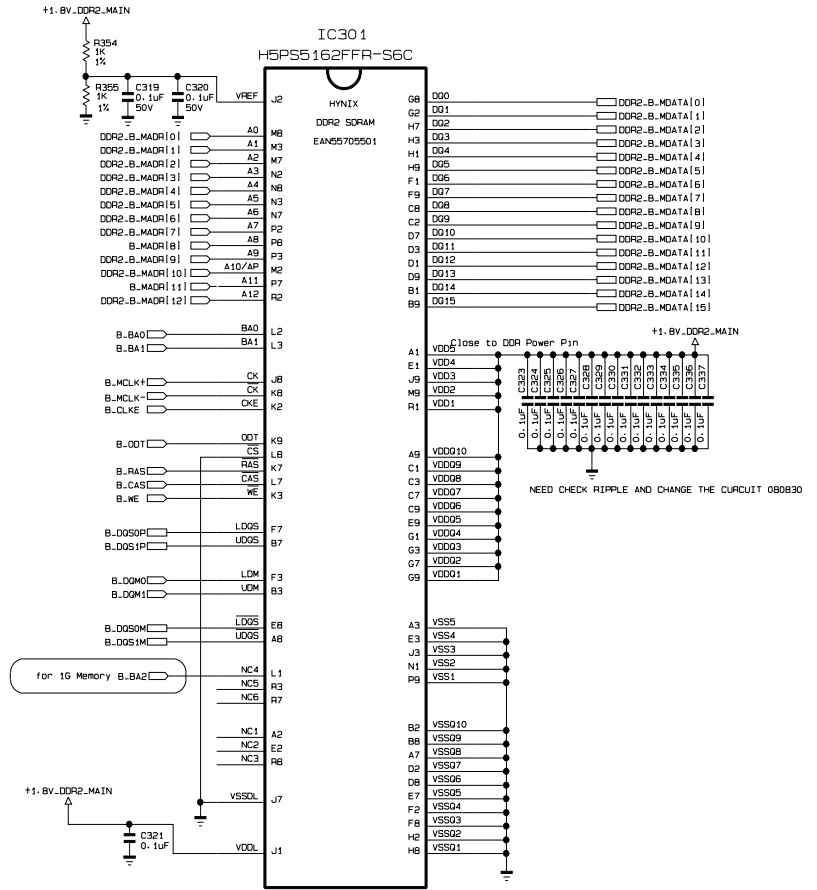 +1.8V_DDR2_MAIN
IC301
H5PS5162FFR-S6C
R354
1K
1%
R355
1K
1%
C319
0.1uF
50V
C320
0.1uF
50V
VREF J2
HYNIX
DDR2 SDRAM
EAN55705501
G8 DQ0 DDR2_B_MDATA[0]
G2 DQ1 DDR2_B_MDATA[1]
H7 DQ2 DDR2_B_MDATA[2]
H3 DQ3 DDR2_B_MDATA[3]
H1 DQ4 DDR2_B_MDATA[4]
H9 DQ5 DDR2_B_MDATA[5]
F1 DQ6 DDR2_B_MDATA[6]
F9 DQ7 DDR2_B_MDATA[7]
C8 DQ8 DDR2_B_MDATA[8]
C2 DQ9 DDR2_B_MDATA[9]
D7 DQ10 DDR2_B_MDATA[10]
D3 DQ11 DDR2_B_MDATA[11]
D1 DQ12 DDR2_B_MDATA[12]
D9 DQ13 DDR2_B_MDATA[13]
B1 DQ14 DDR2_B_MDATA[14]
B9 DQ15 DDR2_B_MDATA[15]
DDR2_B_MADR[0] A0 M8
DDR2_B_MADR[1] A1 M3
DDR2_B_MADR[2] A2 M7
DDR2_B_MADR[3] A3 N2
DDR2_B_MADR[4] A4 N8
DDR2_B_MADR[5] A5 N3
DDR2_B_MADR[6] A6 N7
DDR2_B_MADR[7] A7 P2
B_MADR[8] A8 P8
DDR2_B_MADR[9] A9 P3
DDR2_B_MADR[10] A10/AP M2
B_MADR[11] A11 P7
DDR2_B_MADR[12] A12 R2
B_BA0 BA0 L2
B_BA1 BA1 L3
B_MCLK+ CK J8
B_MCLK- CK K8
B_CLKE CKE K2
B_ODT ODT K9
CS L8
B_RAS RAS K7
B_CAS CAS L7
B_WE WE K3
B_DQS0P LDQS F7
B_DQS1P UDQS B7
B_DQM0 LDM F3
B_DQM1 UDM B3
B_DQS0M LDQS E8
B_DQS1M UDQS A8
for 1G Memory B_BA2 NC4 L1
NC5 R3
NC6 R7
NC1 A2
NC2 E2
NC3 R8
VSSDL J7
+1.8V_DDR2_MAIN
C321
0.1uF
VDDL J1
+1.8V_DDR2_MAIN
Close to DDR Power Pin
A1 VDD5
E1 VDD4
J9 VDD3
M9 VDD2
R1 VDD1
C323
0.1uF
C324
0.1uF
C325
0.1uF
C326
0.1uF
C327
0.1uF
C328
0.1uF
C329
0.1uF
C330
0.1uF
C331
0.1uF
C332
0.1uF
C333
0.1uF
C334
0.1uF
C335
0.1uF
C336
0.1uF
C337
0.1uF
NEED CHECK RIPPLE AND CHANGE THE CURCUIT 080830
A9 VDDQ10
C1 VDDQ9
C3 VDDQ8
C7 VDDQ7
C9 VDDQ6
E9 VDDQ5
G1 VDDQ4
G3 VDDQ3
G7 VDDQ2
G9 VDDQ1
A3 VSS5
E3 VSS4
J3 VSS3
N1 VSS2
P9 VSS1
B2 VSSQ10
B8 VSSQ9
A7 VSSQ8
D2 VSSQ7
D8 VSSQ6
E7 VSSQ5
F2 VSSQ4
F8 VSSQ3
H2 VSSQ2
H8 VSSQ1